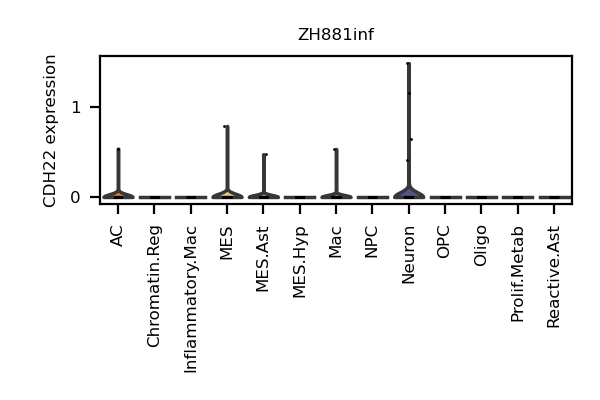 ZH881inf
CDH22 expression
1
0
AC
Chromatin.Reg
Inflammatory.Mac
MES
MES.Ast
MES.Hyp
Mac
NPC
Neuron
OPC
Oligo
Prolif.Metab
Reactive.Ast